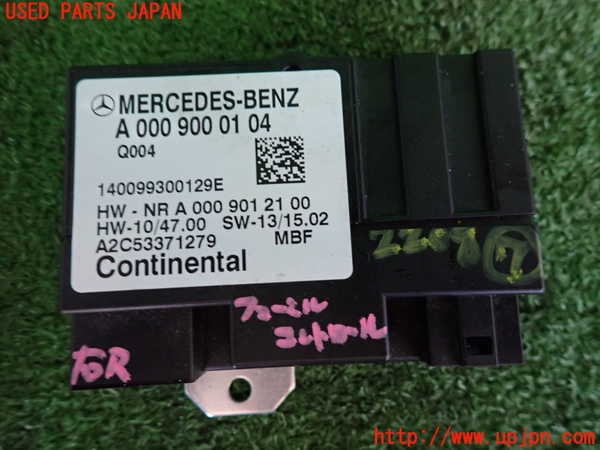 USED PARTS JAPAN
MERCEDES-BENZ
A 000 900 01 04
Q004
140099300129E
HW - NR A 000 901 21 00
HW-10/47.00 SW-13/15.02
A2C53371279 MBF
Continental
フューエル
コントロール
右R
http://www.upjpn.com/